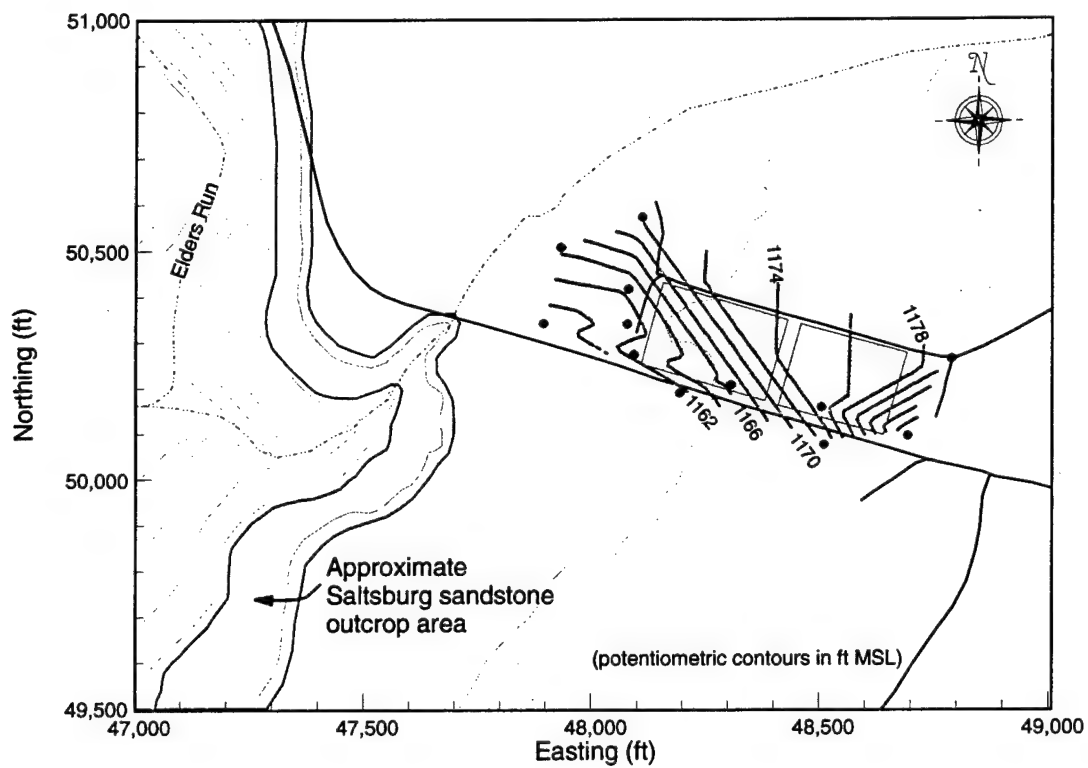 51,000
50,500
50,000
49,500
Northing (ft)
47,000
47,500
48,000
48,500
49,000
Easting (ft)
N
Elders Run
1174
1178
1162
1166
1170
Approximate
Saltsburg sandstone
outcrop area
(potentiometric contours in ft MSL)